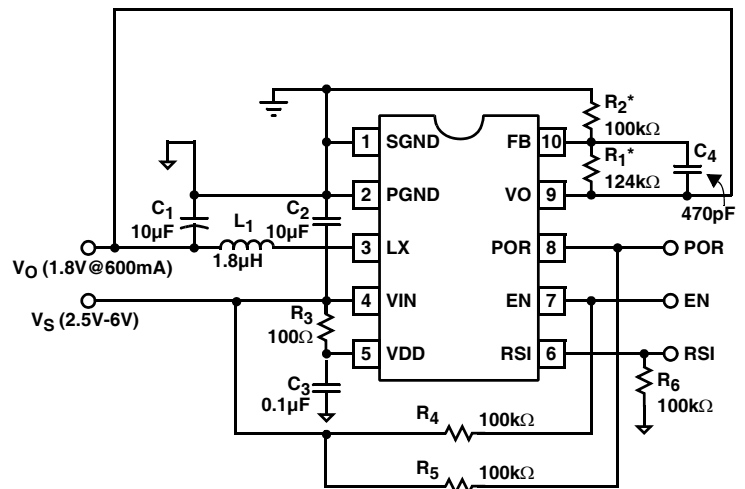 R2*
100kΩ
1 SGND FB 10
R1*
124kΩ
C4
470pF
2 PGND VO 9
C1
10µF
L1
1.8µH
C2
10µF
3 LX POR 8
POR
VO (1.8V@600mA)
4 VIN EN 7
EN
VS (2.5V-6V)
R3
100Ω
5 VDD RSI 6
RSI
C3
0.1µF
R6
100kΩ
R4 100kΩ
R5 100kΩ